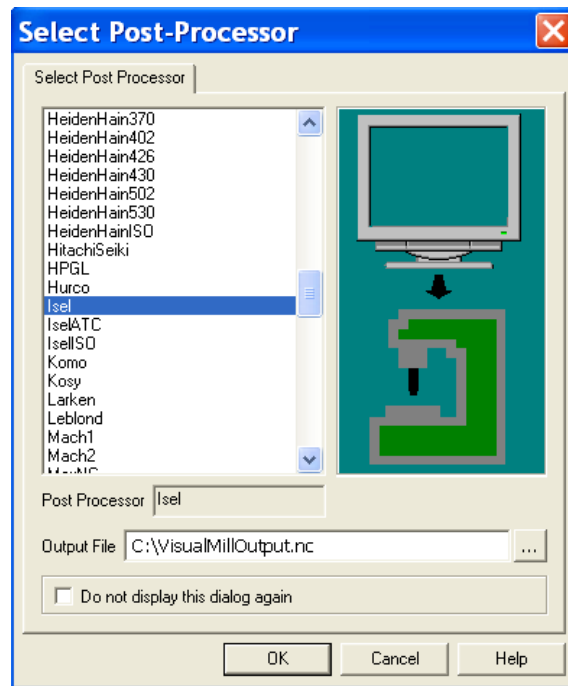 Select Post-Processor
Select Post Processor
HeidenHain370
HeidenHain402
HeidenHain426
HeidenHain430
HeidenHain502
HeidenHain530
HeidenHainISO
HitachiSeiki
HPGL
Hurco
Isel
IselATC
IselISO
Komo
Kosy
Larken
Leblond
Mach1
Mach2
Post Processor Isel
Output File C:\VisualMillOutput.nc ...
Do not display this dialog again
OK Cancel Help